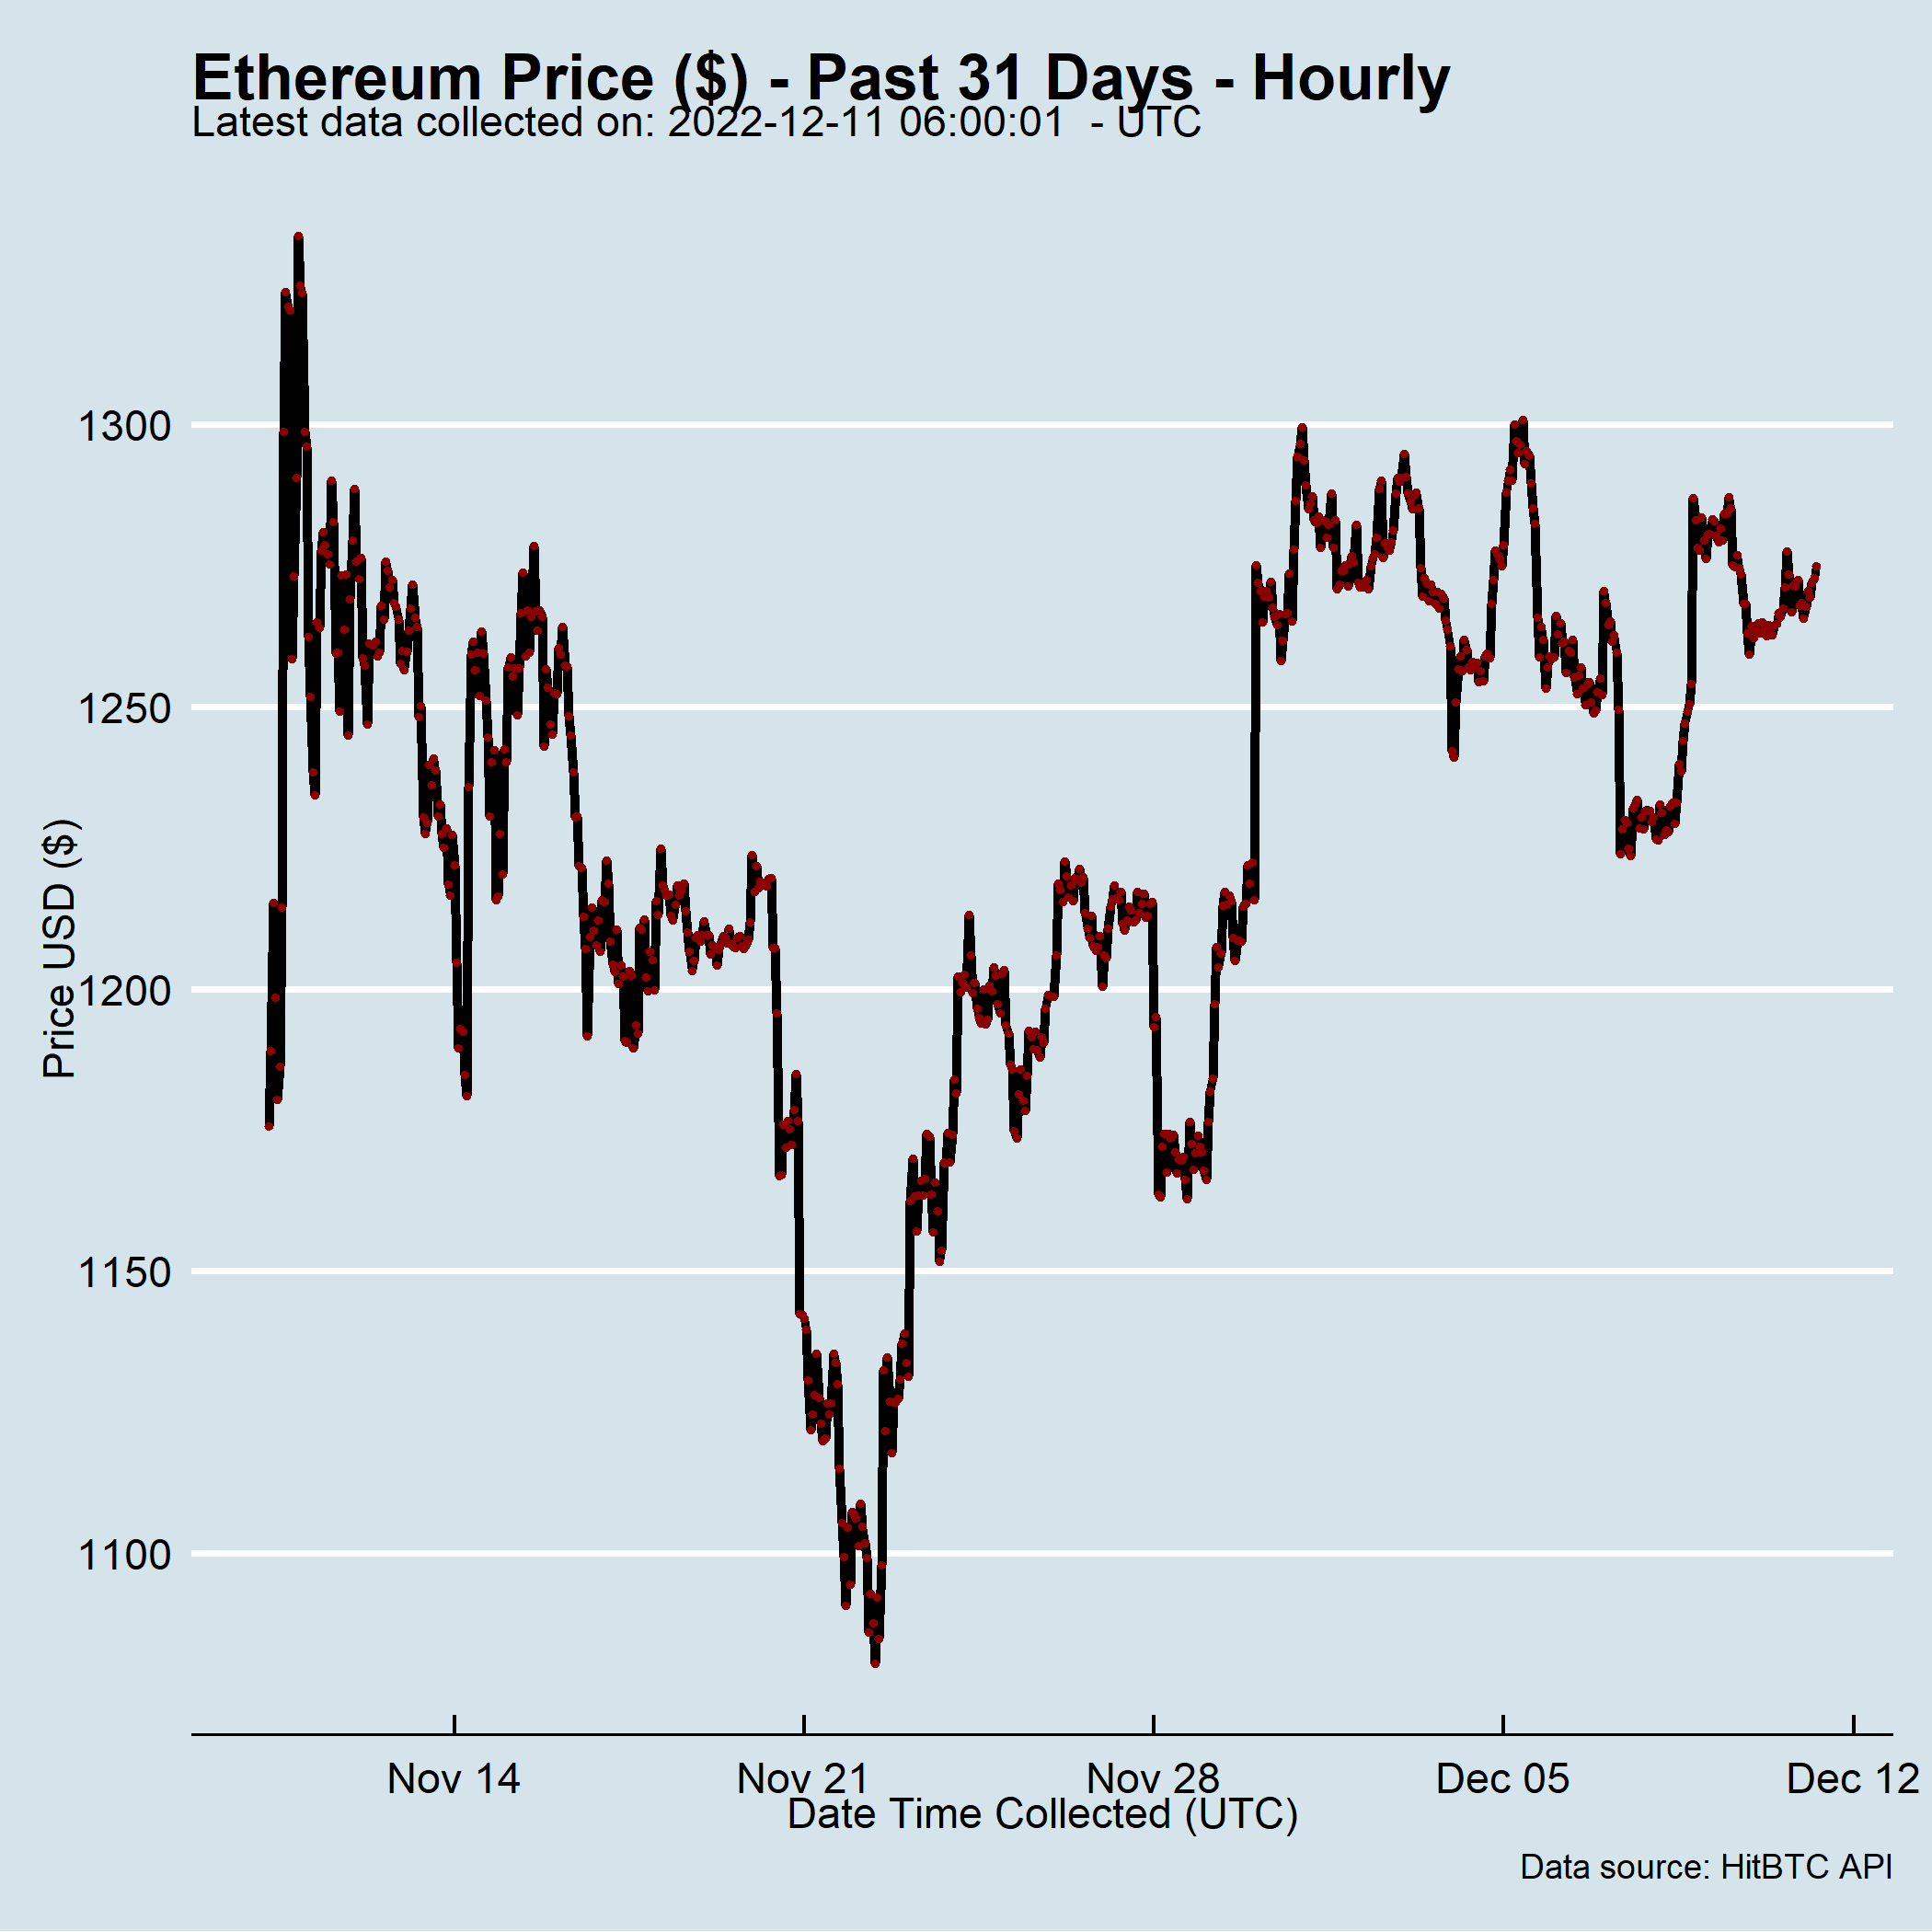 Ethereum Price ($) - Past 31 Days - Hourly
Latest data collected on: 2022-12-11 06:00:01  - UTC
Price USD ($)
1300
1250
1200
1150
1100
Nov 14 Nov 21 Nov 28 Dec 05 Dec 12
Date Time Collected (UTC)
Data source: HitBTC API